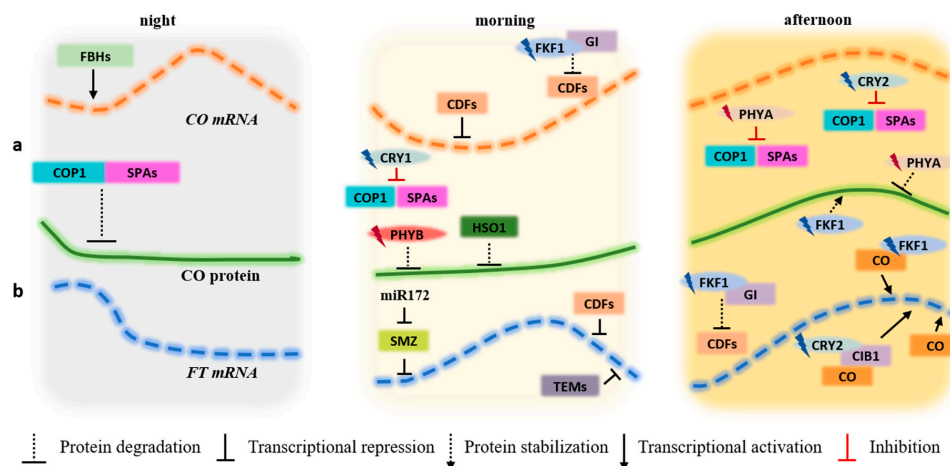 night
morning
afternoon
FBHs
CO mRNA
a
COP1 SPAs
CO protein
b
FT mRNA
FKF1 GI
CDFs
CDFs
CRY1
COP1 SPAs
PHYB
HSO1
miR172
SMZ
CDFs
TEMs
CRY2
COP1 SPAs
PHYA
COP1 SPAs
PHYA
FKF1
FKF1
CO
FKF1
GI
CDFs
CRY2
CIB1
CO
CO
Protein degradation
Transcriptional repression
Protein stabilization
Transcriptional activation
Inhibition